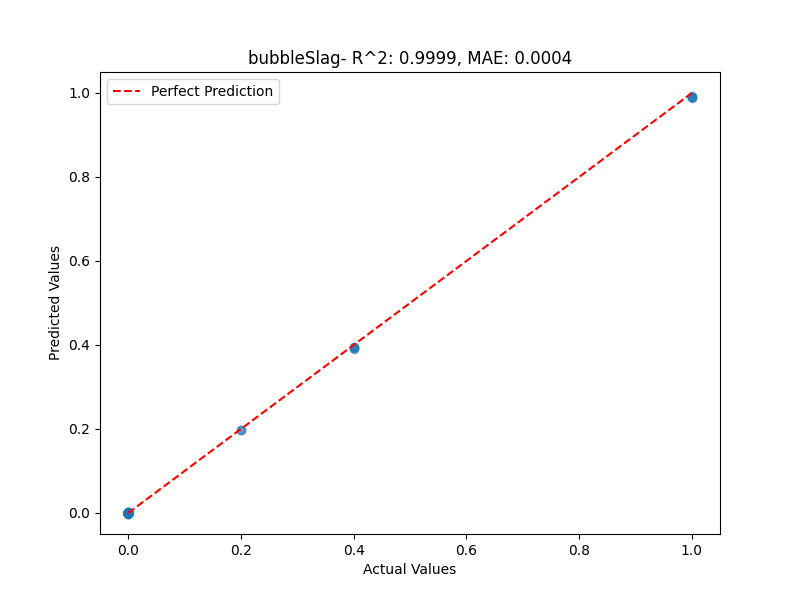 bubbleSlag- R^2: 0.9999, MAE: 0.0004
Perfect Prediction
1.0
0.8
0.6
0.4
0.2
0.0
Predicted Values
0.0 0.2 0.4 0.6 0.8 1.0
Actual Values